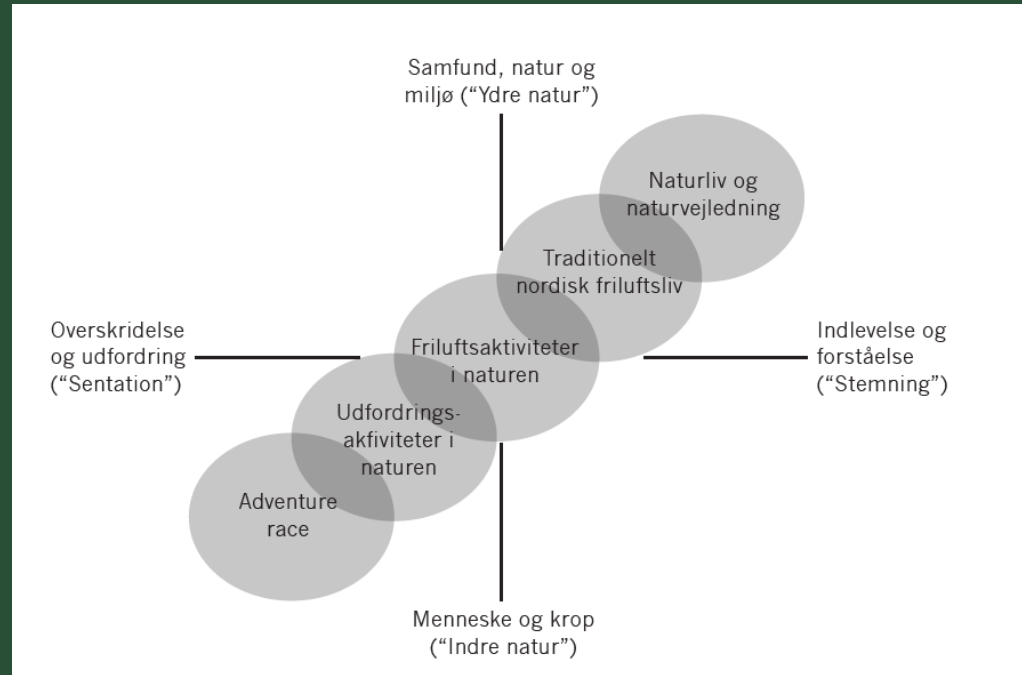 Samfund, natur og
miljø (“Ydre natur”)
Naturliv og
naturvejledning
Traditionelt
nordisk friluftsliv
Overskridelse
og udfordring
(“Sentation”)
Friluftsaktiviteter
i naturen
Indlevelse og
forståelse
(“Stemning”)
Udfordrings-
akfiviteter i
naturen
Adventure
race
Menneske og krop
(“Indre natur”)